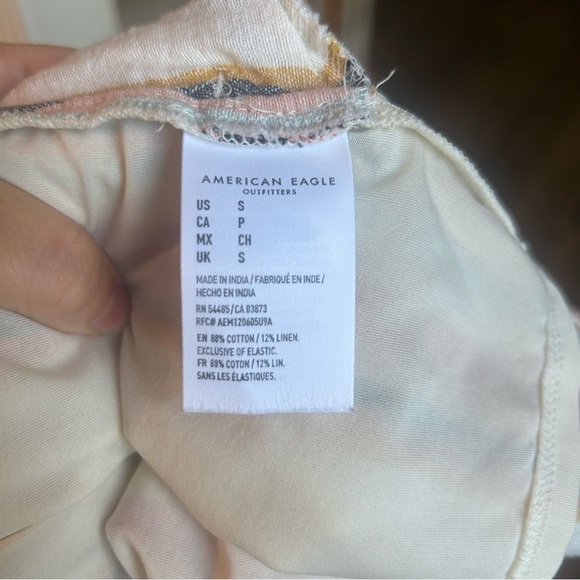 AMERICAN EAGLE
OUTFITTERS
US S
CA P
MX CH
UK S
MADE IN INDIA / FABRIQUÉ EN INDE /
HECHO EN INDIA
RN 54485 / CA 03873
RFC# AEM120605U9A
EN 88% COTTON / 12% LINEN.
EXCLUSIVE OF ELASTIC.
FR 88% COTON / 12% LIN.
SANS LES ÉLASTIQUES.